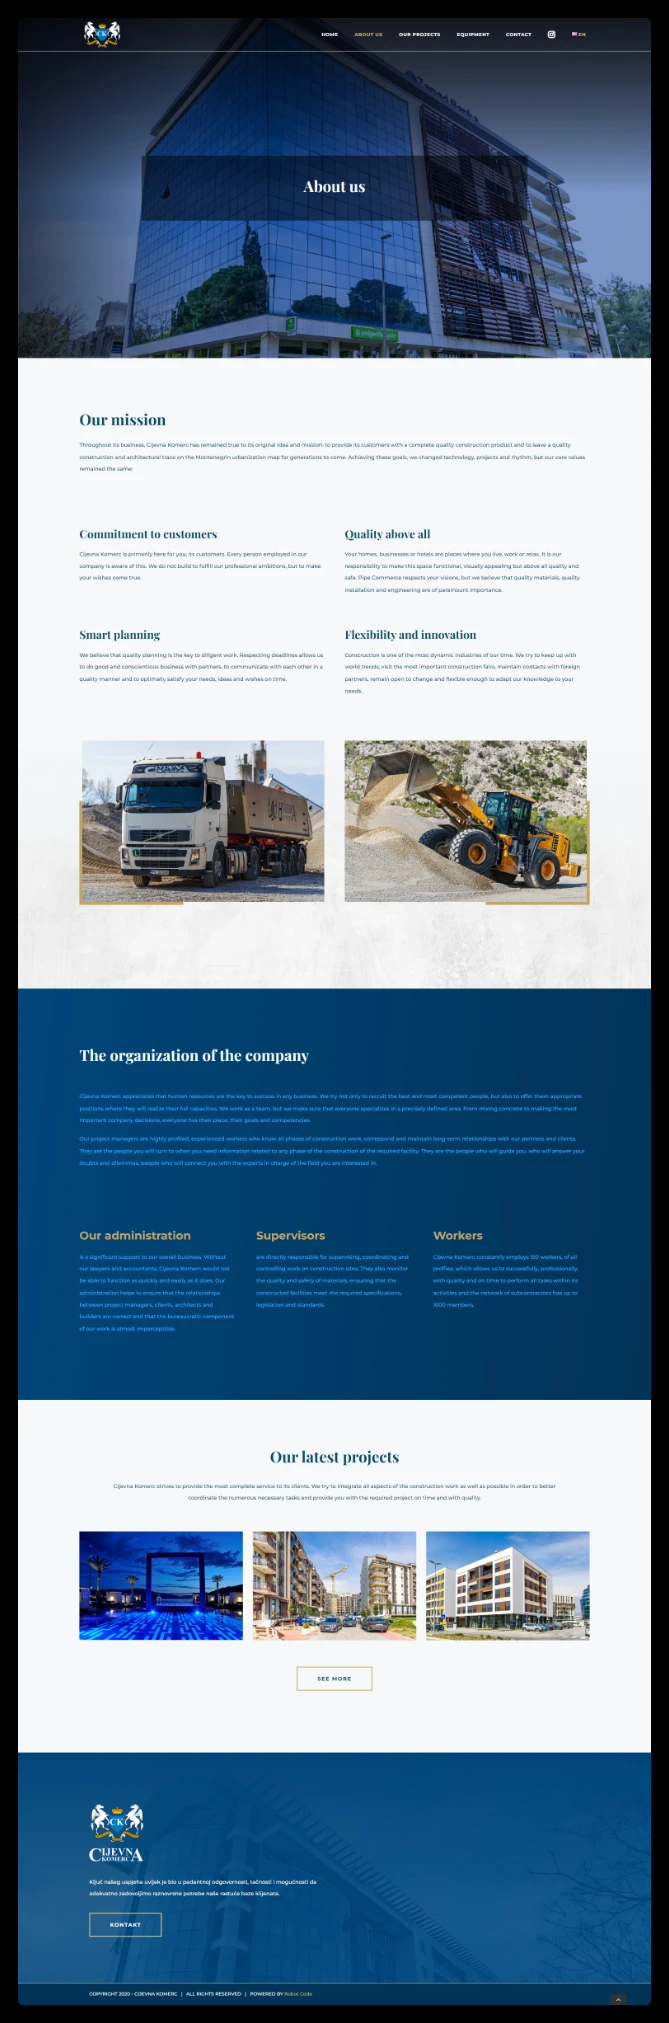 CK
HOME ABOUT US OUR PROJECTS EQUIPMENT CONTACT EN
About us
Our mission
Throughout its business, Cijevna Komerc has remained true to its original idea and mission: to provide its customers with a complete quality construction product and to leave a quality
construction and architectural trace on the Montenegrin urbanization map for generations to come. Achieving these goals, we changed technology, projects and rhythm, but our core values
remained the same:
Commitment to customers
Cijevna Komerc is primarily here for you, its customers. Every person employed in our
company is aware of this. We do not build to fulfill our professional ambitions, but to make
your wishes come true.
Quality above all
Your homes, businesses or hotels are places where you live, work or relax. It is our
responsibility to make this space functional, visually appealing but above all quality and
safe. Pipe Commerce respects your visions, but we believe that quality materials, quality
installation and engineering are of paramount importance.
Smart planning
We believe that quality planning is the key to diligent work. Respecting deadlines allows us
to do good and conscientious business with partners, to communicate with each other in a
quality manner and to optimally satisfy your needs, ideas and wishes on time.
Flexibility and innovation
Construction is one of the most dynamic industries of our time. We try to keep up with
world trends, visit the most important construction fairs, maintain contacts with foreign
partners, remain open to change and flexible enough to adapt our knowledge to your
needs.
The organization of the company
Cijevna Komerc appreciates that human resources are the key to success in any business. We try not only to recruit the best and most competent people, but also to offer them appropriate
positions where they will realize their full capacities. We work as a team, but we make sure that everyone specializes in a precisely defined area. From mixing concrete to making the most
important company decisions, everyone has their place, their goals and competencies.
Our project managers are highly profiled, experienced workers who know all phases of construction work, correspond and maintain long-term relationships with our partners and clients.
They are the people you will turn to when you need information related to any phase of the construction of the required facility. They are the people who will guide you, who will answer your
doubts and dilemmas, people who will connect you with the experts in charge of the field you are interested in.
Our administration
is a significant support to our overall business. Without
our lawyers and accountants, Cijevna Komerc would not
be able to function as quickly and easily as it does. Our
administration helps to ensure that the relationships
between project managers, clients, architects and
builders are correct and that the bureaucratic component
of our work is almost imperceptible.
Supervisors
are directly responsible for supervising, coordinating and
controlling work on construction sites. They also monitor
the quality and safety of materials, ensuring that the
constructed facilities meet the required specifications,
legislation and standards.
Workers
Cijevna Komerc constantly employs 150 workers, of all
profiles, which allows us to successfully, professionally,
with quality and on time to perform all tasks within its
activities and the network of subcontractors has up to
1000 members.
Our latest projects
Cijevna Komerc strives to provide the most complete service to its clients. We try to integrate all aspects of the construction work as well as possible in order to better
coordinate the numerous necessary tasks and provide you with the required project on time and with quality.
SEE MORE
CK
CIJEVNA
KOMERC
Ključ našeg uspjeha uvijek je bio u pedantnoj odgovornosti, tačnosti i mogućnosti da
adekvatno zadovoljimo raznovrsne potrebe naše rastuće baze klijenata.
KONTAKT
COPYRIGHT 2020 - CIJEVNA KOMERC | ALL RIGHTS RESERVED | POWERED BY Robot Code